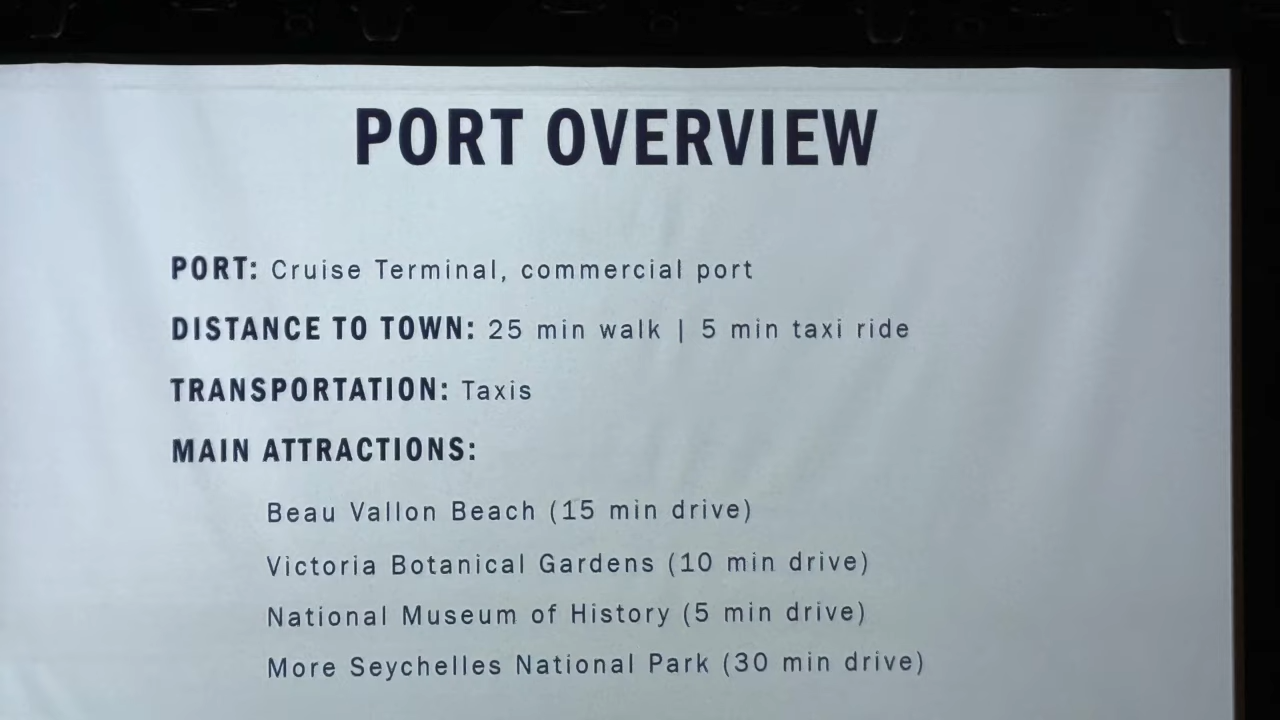 PORT OVERVIEW
PORT: Cruise Terminal, commercial port
DISTANCE TO TOWN: 25 min walk | 5 min taxi ride
TRANSPORTATION: Taxis
MAIN ATTRACTIONS:
Beau Vallon Beach (15 min drive)
Victoria Botanical Gardens (10 min drive)
National Museum of History (5 min drive)
More Seychelles National Park (30 min drive)